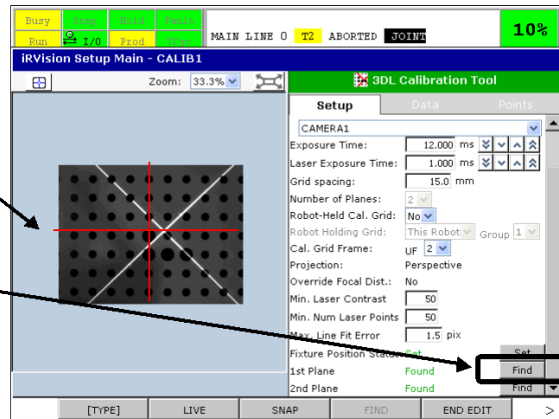 Busy Step Hold Fault
Run I/O Prod TCyc
MAIN LINE 0 T2 ABORTED JOINT
10%
iRVision Setup Main - CALIB1
Zoom: 33.3%
3DL Calibration Tool
Setup Data Points
CAMERA1
Exposure Time: 12.000 ms
Laser Exposure Time: 1.000 ms
Grid spacing: 15.0 mm
Number of Planes: 2
Robot-Held Cal. Grid: No
Robot Holding Grid: This Robot Group 1
Cal. Grid Frame: UF 2
Projection: Perspective
Override Focal Dist.: No
Min. Laser Contrast 50
Min. Num Laser Points 50
Max. Line Fit Error 1.5 pix
Fixture Position Status: Set Set
1st Plane Found Find
2nd Plane Found Find
[TYPE] LIVE SNAP FIND END EDIT >